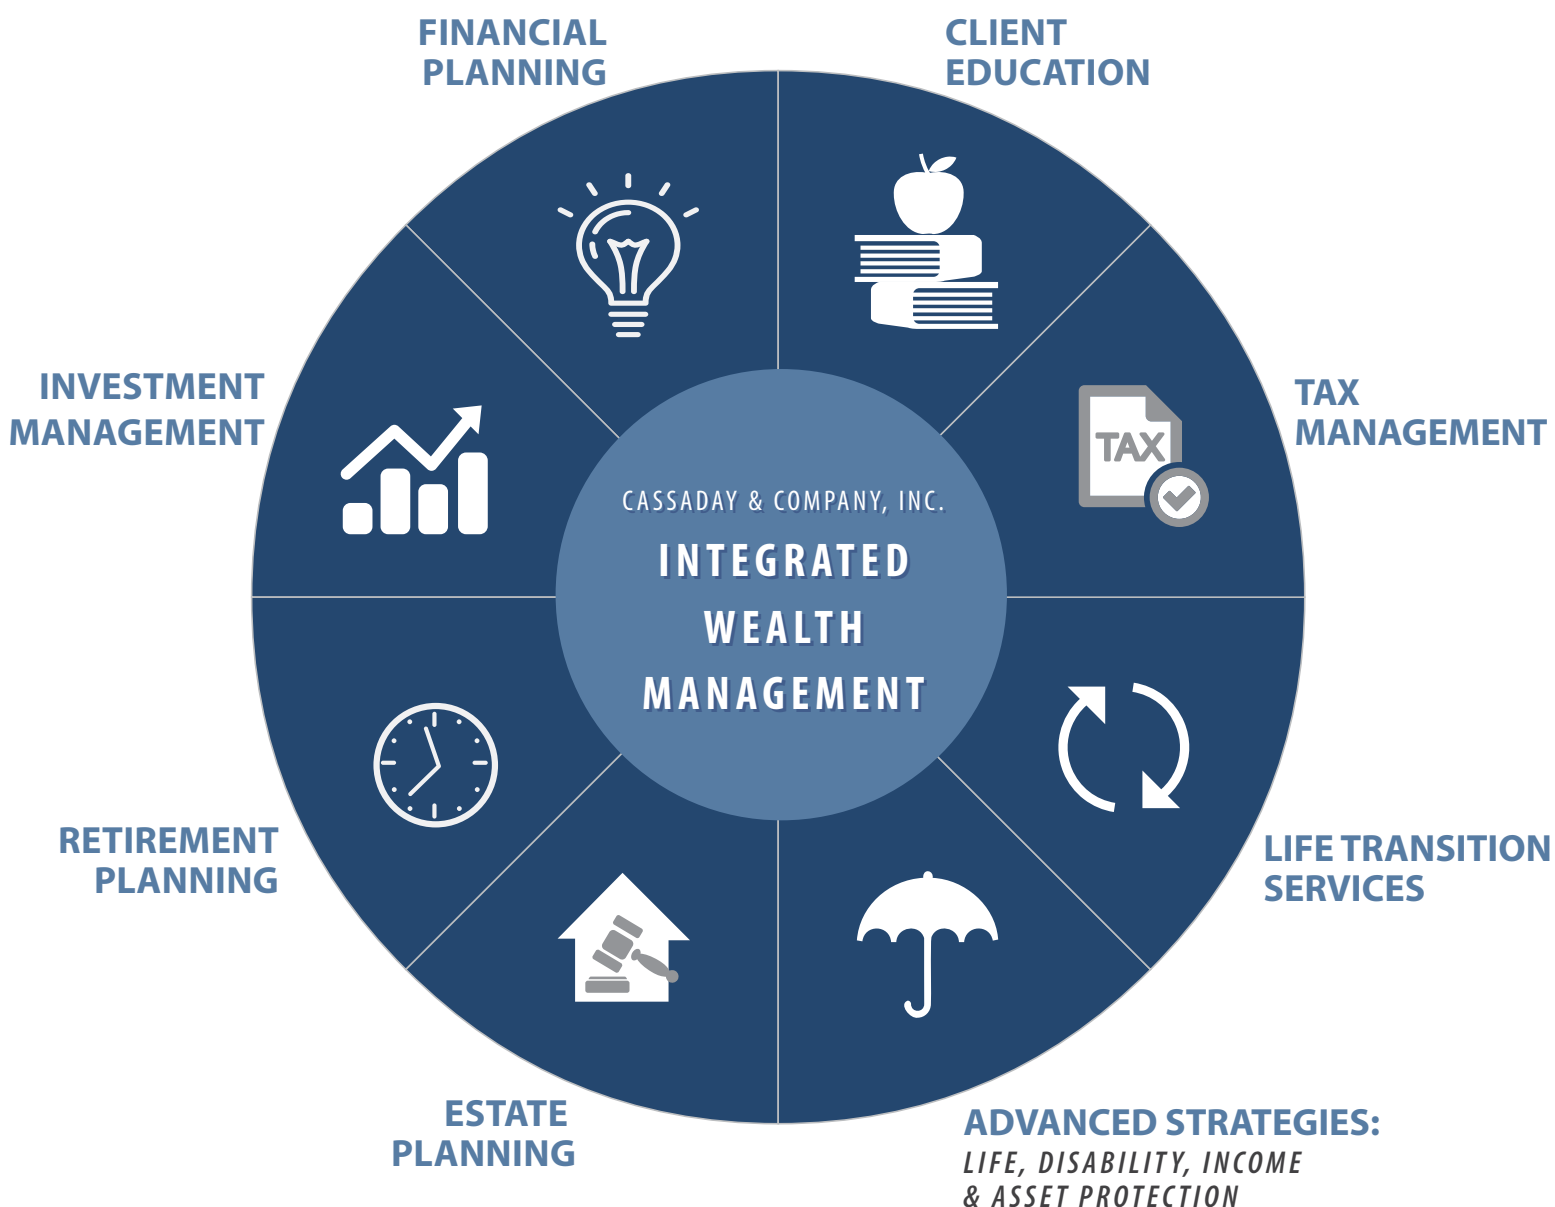 FINANCIAL
PLANNING
CLIENT
EDUCATION
INVESTMENT
MANAGEMENT
TAX
MANAGEMENT
TAX
CASSADAY & COMPANY, INC.
INTEGRATED
WEALTH
MANAGEMENT
RETIREMENT
PLANNING
LIFE TRANSITION
SERVICES
ESTATE
PLANNING
ADVANCED STRATEGIES:
LIFE, DISABILITY, INCOME
& ASSET PROTECTION